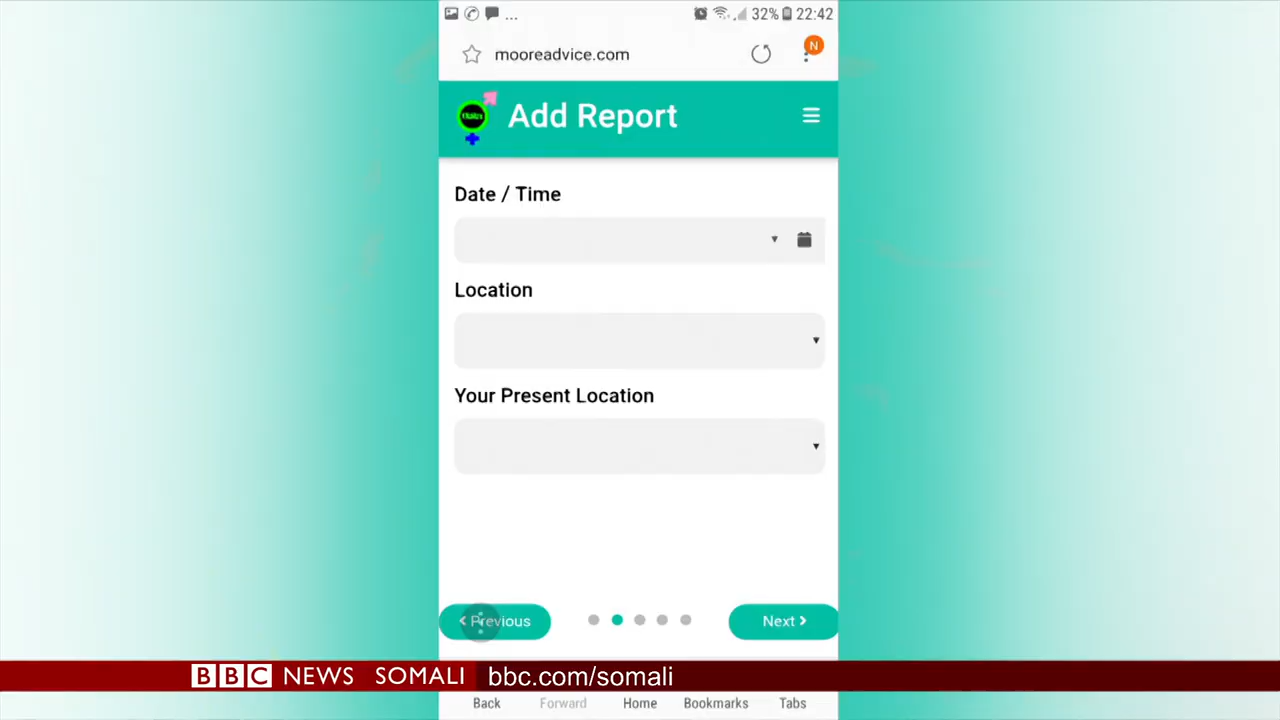 ... 32% 22:42
mooreadvice.com
N
Add Report
Date / Time
Location
Your Present Location
Previous
Next
BBC NEWS SOMALI bbc.com/somali
Back Forward Home Bookmarks Tabs